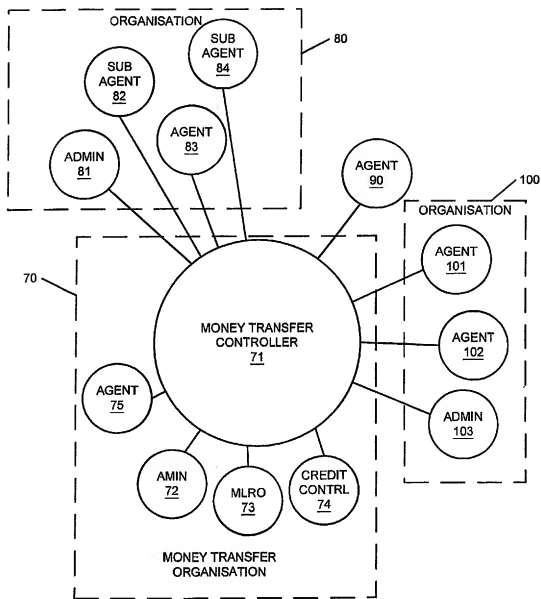 ORGANISATION
80
SUB
AGENT
84
SUB
AGENT
82
AGENT
83
ADMIN
81
AGENT
90
100
ORGANISATION
AGENT
101
AGENT
102
ADMIN
103
70
MONEY TRANSFER
CONTROLLER
71
AGENT
75
AMIN
72
MLRO
73
CREDIT
CONTRL
74
MONEY TRANSFER
ORGANISATION